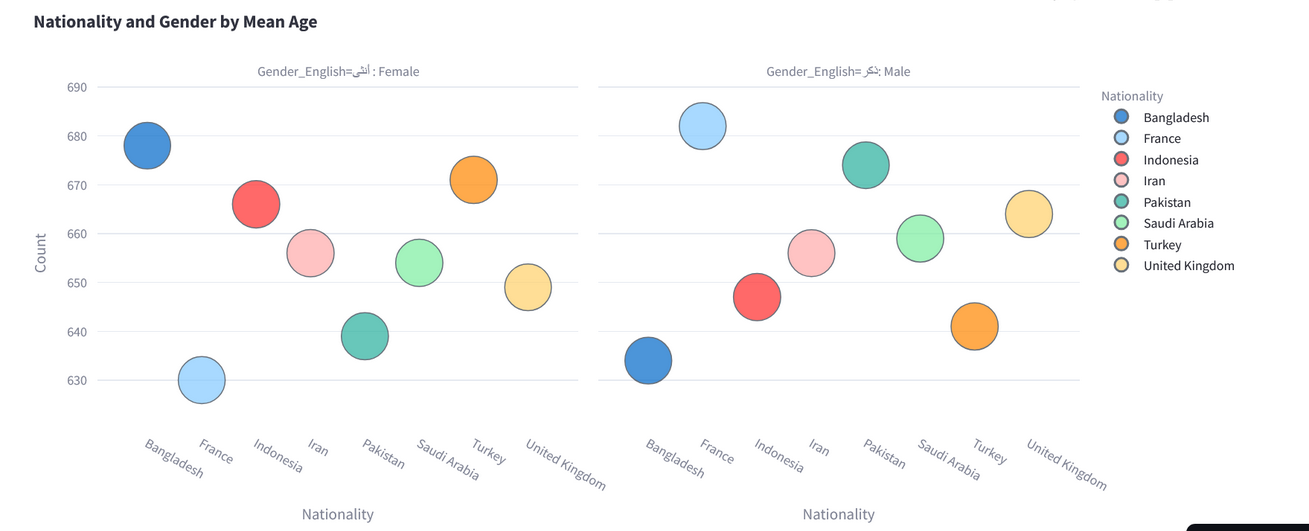 Nationality and Gender by Mean Age
Gender_English=أنثى : Female
Gender_English=ذكر: Male
690
680
670
660
650
640
630
Count
Bangladesh
France
Indonesia
Iran
Pakistan
Saudi Arabia
Turkey
United Kingdom
Nationality
Bangladesh
France
Indonesia
Iran
Pakistan
Saudi Arabia
Turkey
United Kingdom
Nationality
Nationality
Bangladesh
France
Indonesia
Iran
Pakistan
Saudi Arabia
Turkey
United Kingdom